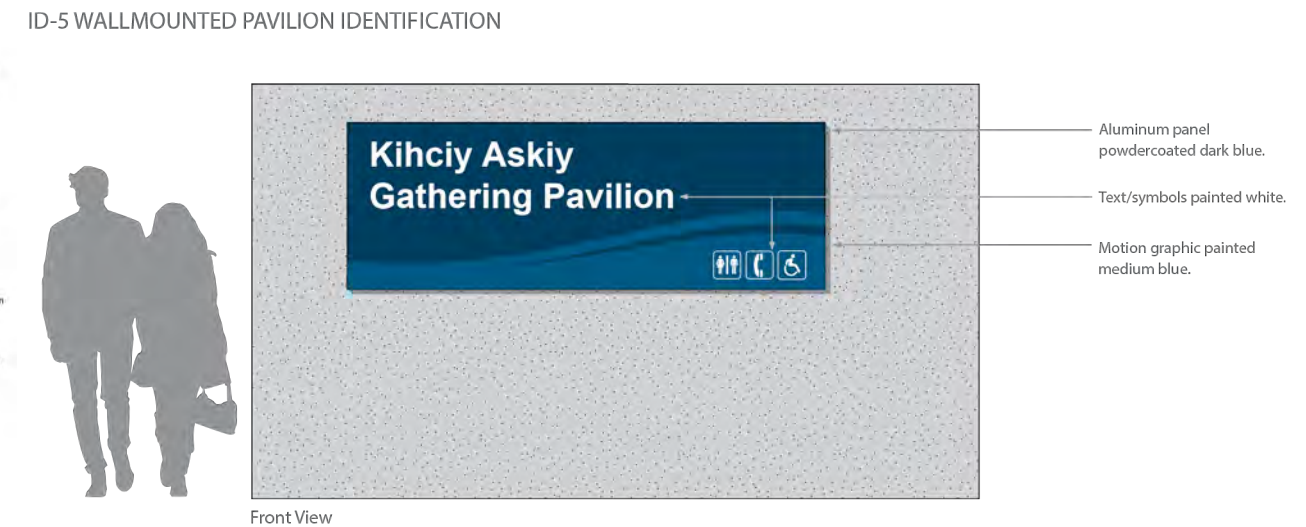 ID-5 WALLMOUNTED PAVILION IDENTIFICATION
Kihciy Askiy
Gathering Pavilion
Aluminum panel
powdercoated dark blue.
Text/symbols painted white.
Motion graphic painted
medium blue.
Front View